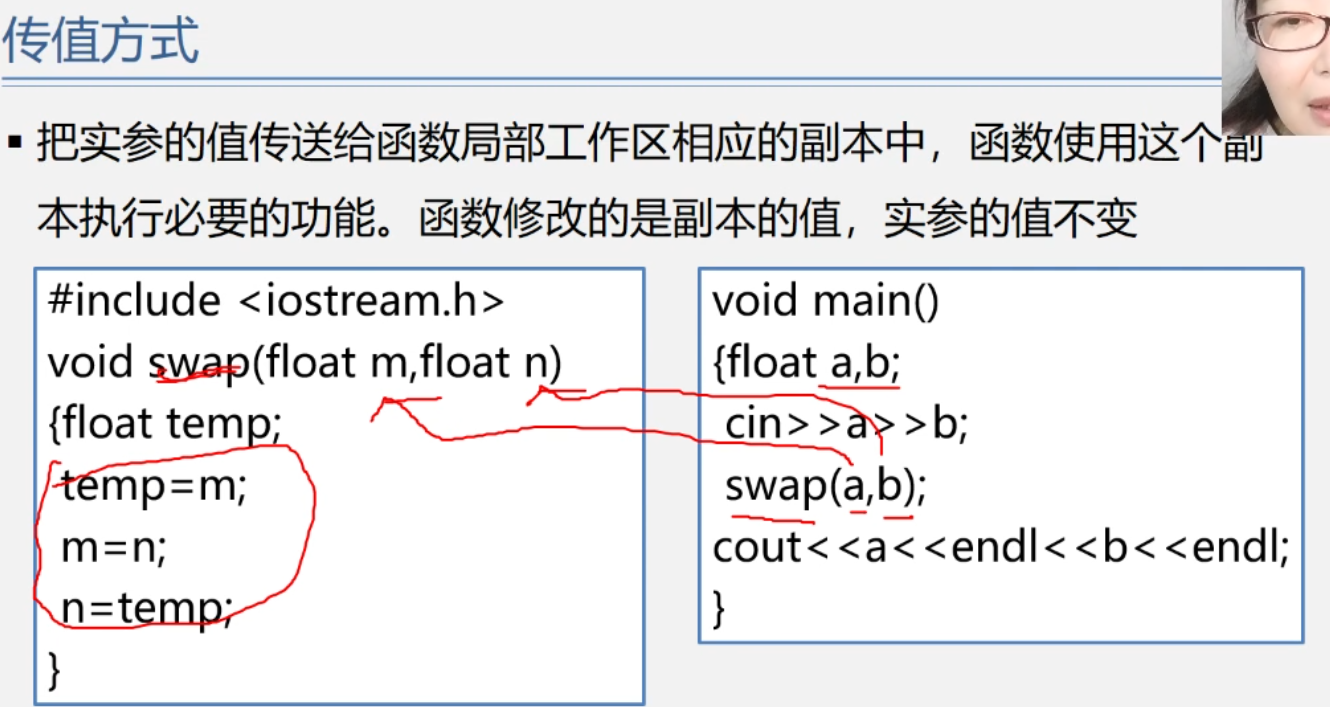 传值方式
▪ 把实参的值传送给函数局部工作区相应的副本中，函数使用这个副
本执行必要的功能。函数修改的是副本的值，实参的值不变
#include <iostream.h>
void swap(float m,float n)
{float temp;
temp=m;
m=n;
n=temp;
}
void main()
{float a,b;
cin>>a>>b;
swap(a,b);
cout<<a<<endl<<b<<endl;
}